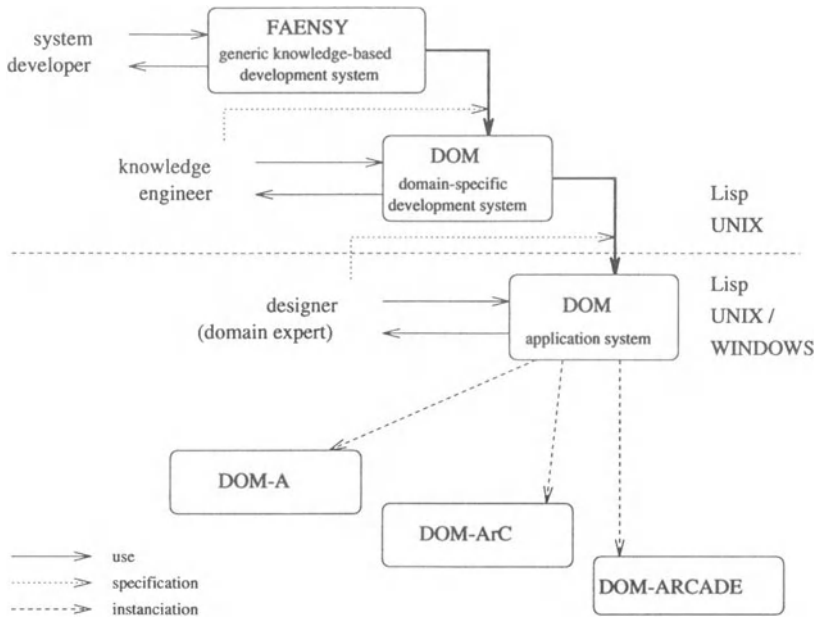 FAENSY
generic knowledge-based
development system
system
developer
DOM
domain-specific
development system
knowledge
engineer
Lisp
UNIX
DOM
application system
designer
(domain expert)
Lisp
UNIX /
WINDOWS
DOM-A
DOM-ArC
DOM-ARCADE
use
specification
instanciation